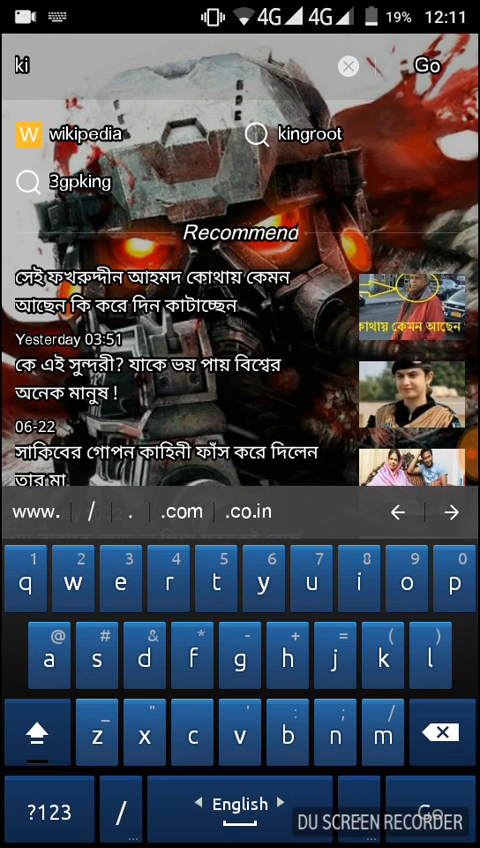 4G 4G 19% 12:11
ki Go
W wikipedia kingroot
3gpking
Recommend
সেই ফখরুদ্দীন আহমদ কোথায় কেমন
আছেন কি করে দিন কাটাচ্ছেন
কোথায় কেমন আছেন
Yesterday 03:51
কে এই সুন্দরী? যাকে ভয় পায় বিশ্বের
অনেক মানুষ !
06-22
সাকিবের গোপন কাহিনী ফাঁস করে দিলেন
তার মা
www. / . .com .co.in
1 2 3 4 5 6 7 8 9 0
q w e r t y u i o p
@ # & * - + = ( )
a s d f g h j k l
_ " ' : ; /
z x c v b n m
?123 / English . Go
DU SCREEN RECORDER